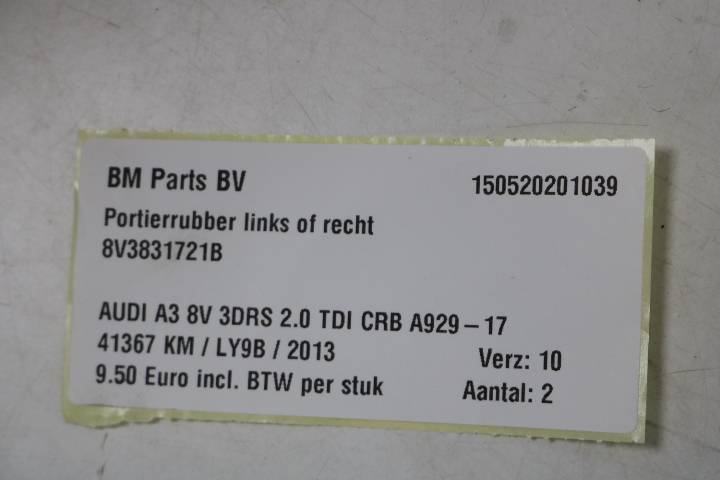 BM Parts BV 150520201039
Portierrubber links of recht
8V3831721B
AUDI A3 8V 3DRS 2.0 TDI CRB A929-17
41367 KM / LY9B / 2013 Verz: 10
9.50 Euro incl. BTW per stuk Aantal: 2